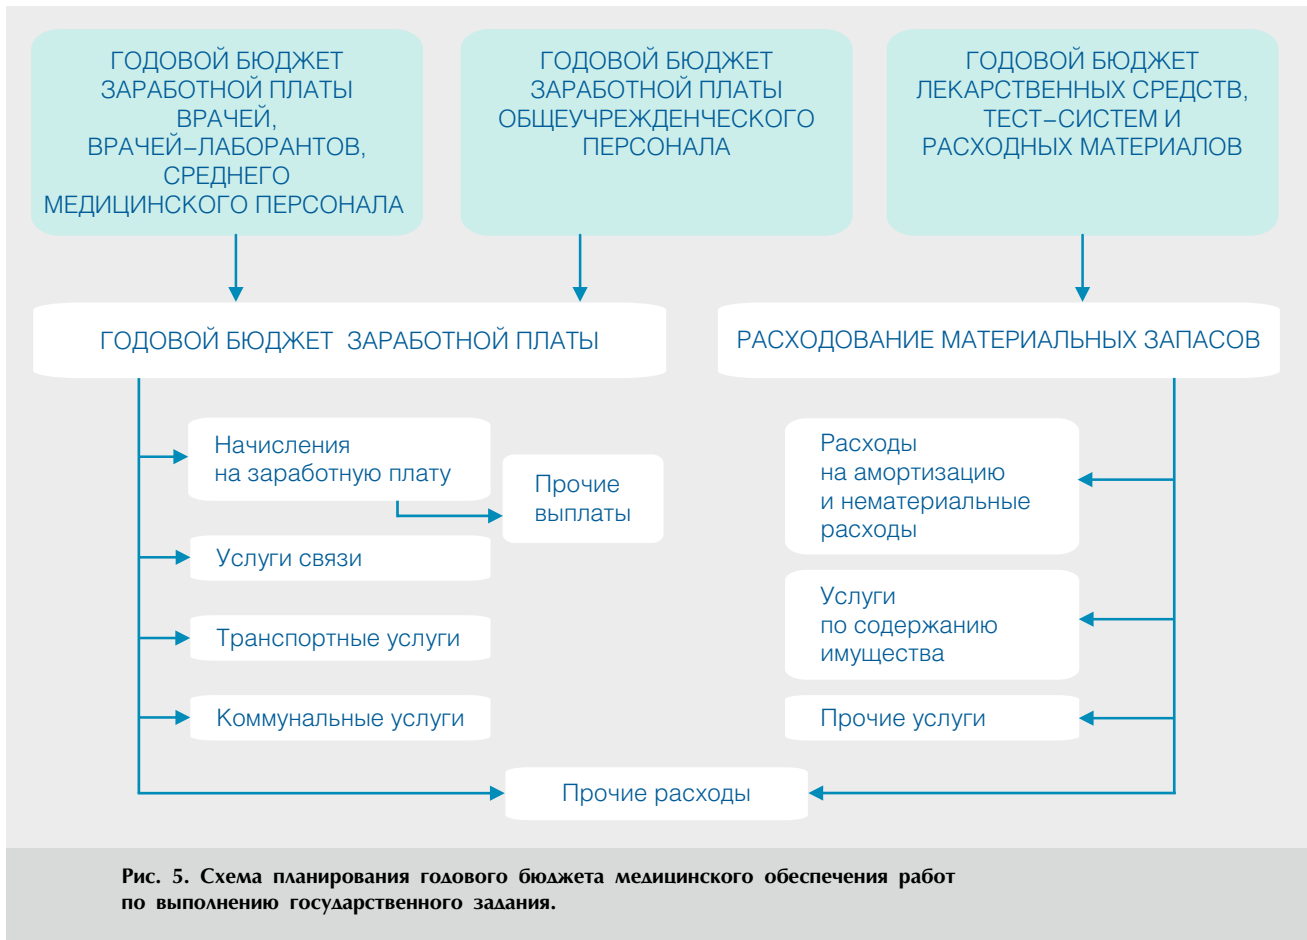 ГОДОВОЙ БЮДЖЕТ
ЗАРАБОТНОЙ ПЛАТЫ
ВРАЧЕЙ,
ВРАЧЕЙ–ЛАБОРАНТОВ,
СРЕДНЕГО
МЕДИЦИНСКОГО ПЕРСОНАЛА
ГОДОВОЙ БЮДЖЕТ
ЗАРАБОТНОЙ ПЛАТЫ
ОБЩЕУЧРЕЖДЕНЧЕСКОГО
ПЕРСОНАЛА
ГОДОВОЙ БЮДЖЕТ
ЛЕКАРСТВЕННЫХ СРЕДСТВ,
ТЕСТ–СИСТЕМ И
РАСХОДНЫХ МАТЕРИАЛОВ
ГОДОВОЙ БЮДЖЕТ ЗАРАБОТНОЙ ПЛАТЫ
РАСХОДОВАНИЕ МАТЕРИАЛЬНЫХ ЗАПАСОВ
Начисления
на заработную плату
Прочие
выплаты
Услуги связи
Транспортные услуги
Коммунальные услуги
Расходы
на амортизацию
и нематериальные
расходы
Услуги
по содержанию
имущества
Прочие услуги
Прочие расходы
Рис. 5. Схема планирования годового бюджета медицинского обеспечения работ
по выполнению государственного задания.